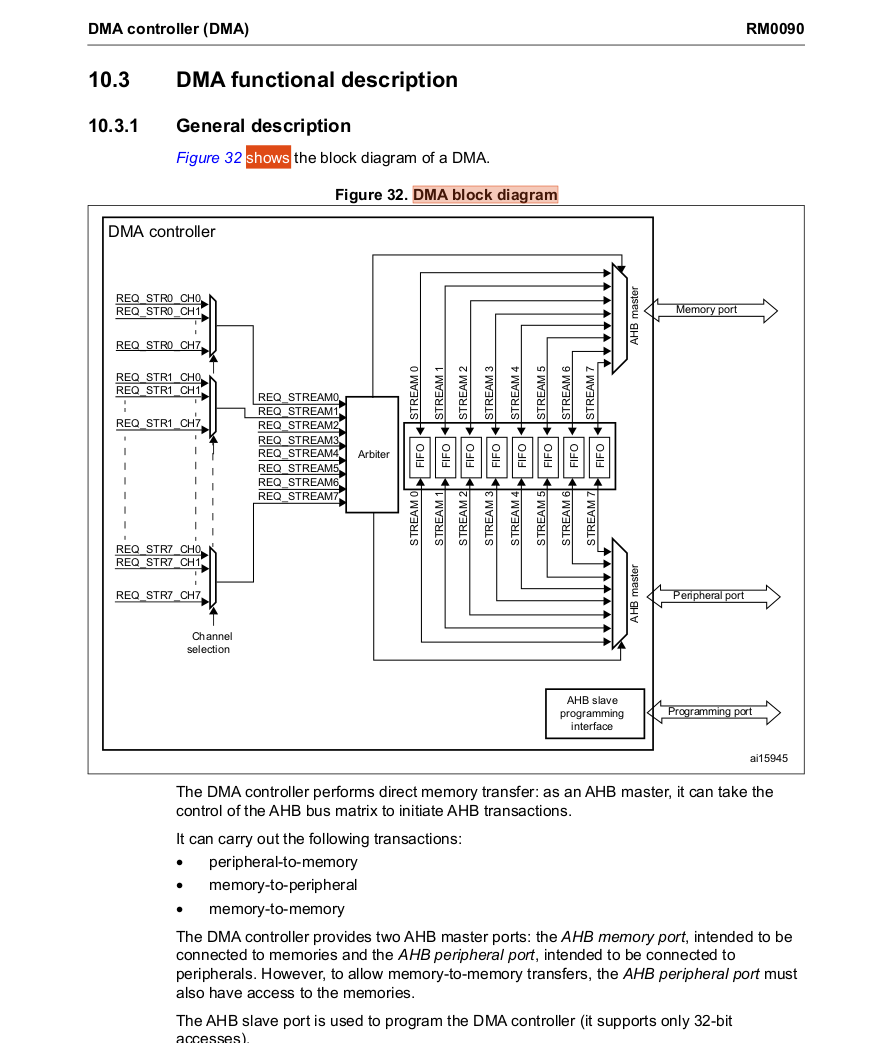 DMA controller (DMA) RM0090
10.3 DMA functional description
10.3.1 General description
Figure 32 shows the block diagram of a DMA.
Figure 32. DMA block diagram
DMA controller
REQ_STR0_CH0
REQ_STR0_CH1
REQ_STR0_CH7
REQ_STR1_CH0
REQ_STR1_CH1
REQ_STR1_CH7
REQ_STR7_CH0
REQ_STR7_CH1
REQ_STR7_CH7
Channel
selection
REQ_STREAM0
REQ_STREAM1
REQ_STREAM2
REQ_STREAM3
REQ_STREAM4
REQ_STREAM5
REQ_STREAM6
REQ_STREAM7
Arbiter
STREAM 0
STREAM 1
STREAM 2
STREAM 3
STREAM 4
STREAM 5
STREAM 6
STREAM 7
FIFO
FIFO
FIFO
FIFO
FIFO
FIFO
FIFO
FIFO
STREAM 0
STREAM 1
STREAM 2
STREAM 3
STREAM 4
STREAM 5
STREAM 6
STREAM 7
AHB master
Memory port
AHB master
Peripheral port
AHB slave
programming
interface
Programming port
ai15945
The DMA controller performs direct memory transfer: as an AHB master, it can take the
control of the AHB bus matrix to initiate AHB transactions.
It can carry out the following transactions:
• peripheral-to-memory
• memory-to-peripheral
• memory-to-memory
The DMA controller provides two AHB master ports: the AHB memory port, intended to be
connected to memories and the AHB peripheral port, intended to be connected to
peripherals. However, to allow memory-to-memory transfers, the AHB peripheral port must
also have access to the memories.
The AHB slave port is used to program the DMA controller (it supports only 32-bit
accesses).